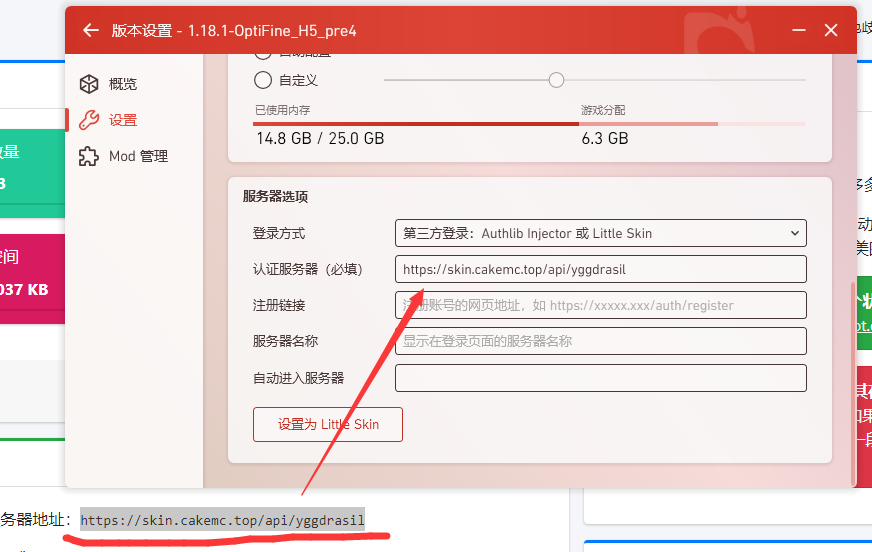 版本设置 - 1.18.1-OptiFine_H5_pre4
概览
设置
Mod 管理
自动配置
自定义
已使用内存
游戏分配
14.8 GB / 25.0 GB
6.3 GB
服务器选项
登录方式
第三方登录：Authlib Injector 或 Little Skin
认证服务器（必填）
https://skin.cakemc.top/api/yggdrasil
注册链接
注册账号的网页地址，如 https://xxxxx.xxx/auth/register
服务器名称
显示在登录页面的服务器名称
自动进入服务器
设置为 Little Skin
量
空间
037 KB
务器地址：https://skin.cakemc.top/api/yggdrasil